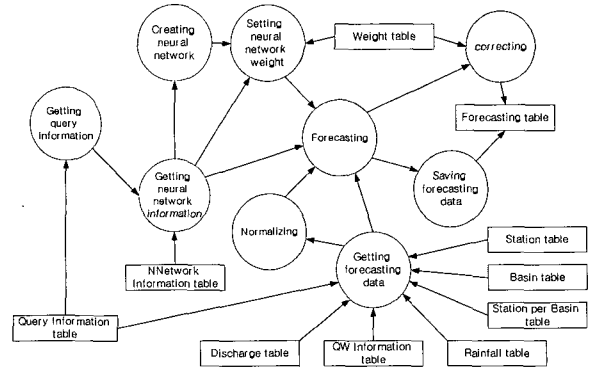 Creating
neural
network
Setting
neural
network
weight
Weight table
correcting
Getting
query
information
Forecasting table
Forecasting
Getting
neural
network
information
Saving
forecasting
data
Normalizing
Getting
forecasting
data
Station table
NNetwork
Information table
Basin table
Station per Basin
table
Query Information
table
Discharge table
QW Information
table
Rainfall table